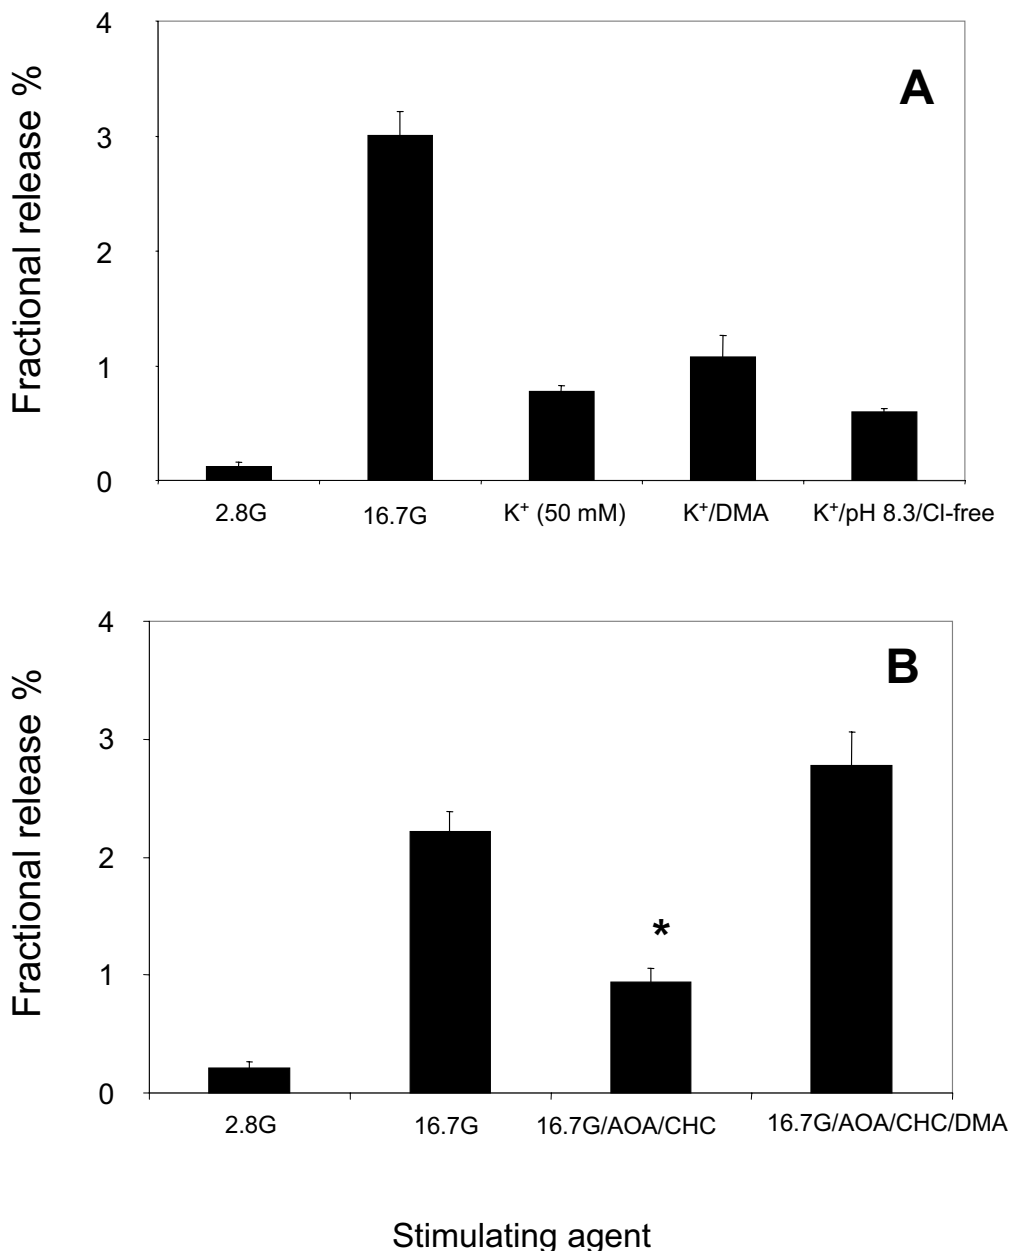 4
A
3
2
1
0
Fractional release %
2.8G 16.7G K⁺ (50 mM) K⁺/DMA K⁺/pH 8.3/Cl-free
4
B
3
2
*
1
0
Fractional release %
2.8G 16.7G 16.7G/AOA/CHC 16.7G/AOA/CHC/DMA
Stimulating agent